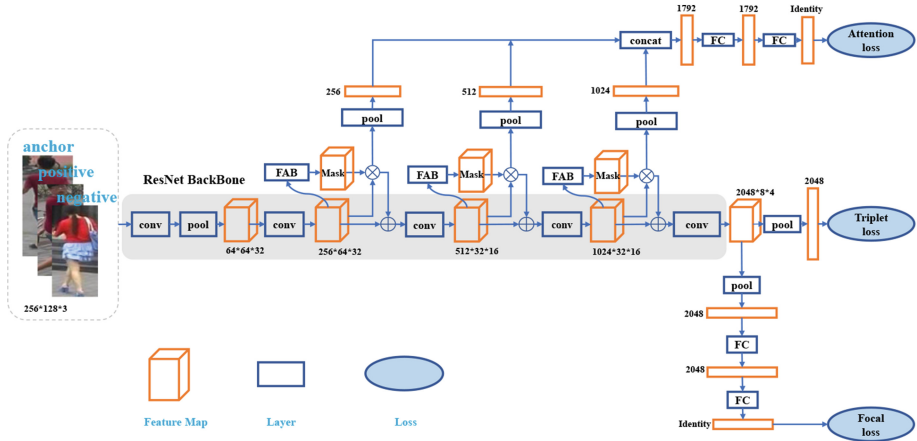 1792
1792
Identity
concat
FC
FC
Attention
loss
256
512
1024
pool
pool
pool
anchor
positive
negative
ResNet BackBone
FAB
Mask
FAB
Mask
FAB
Mask
2048*8*4
2048
conv
pool
conv
conv
conv
conv
pool
Triplet
loss
64*64*32
256*64*32
512*32*16
1024*32*16
256*128*3
pool
2048
FC
2048
FC
Identity
Focal
loss
Feature Map
Layer
Loss